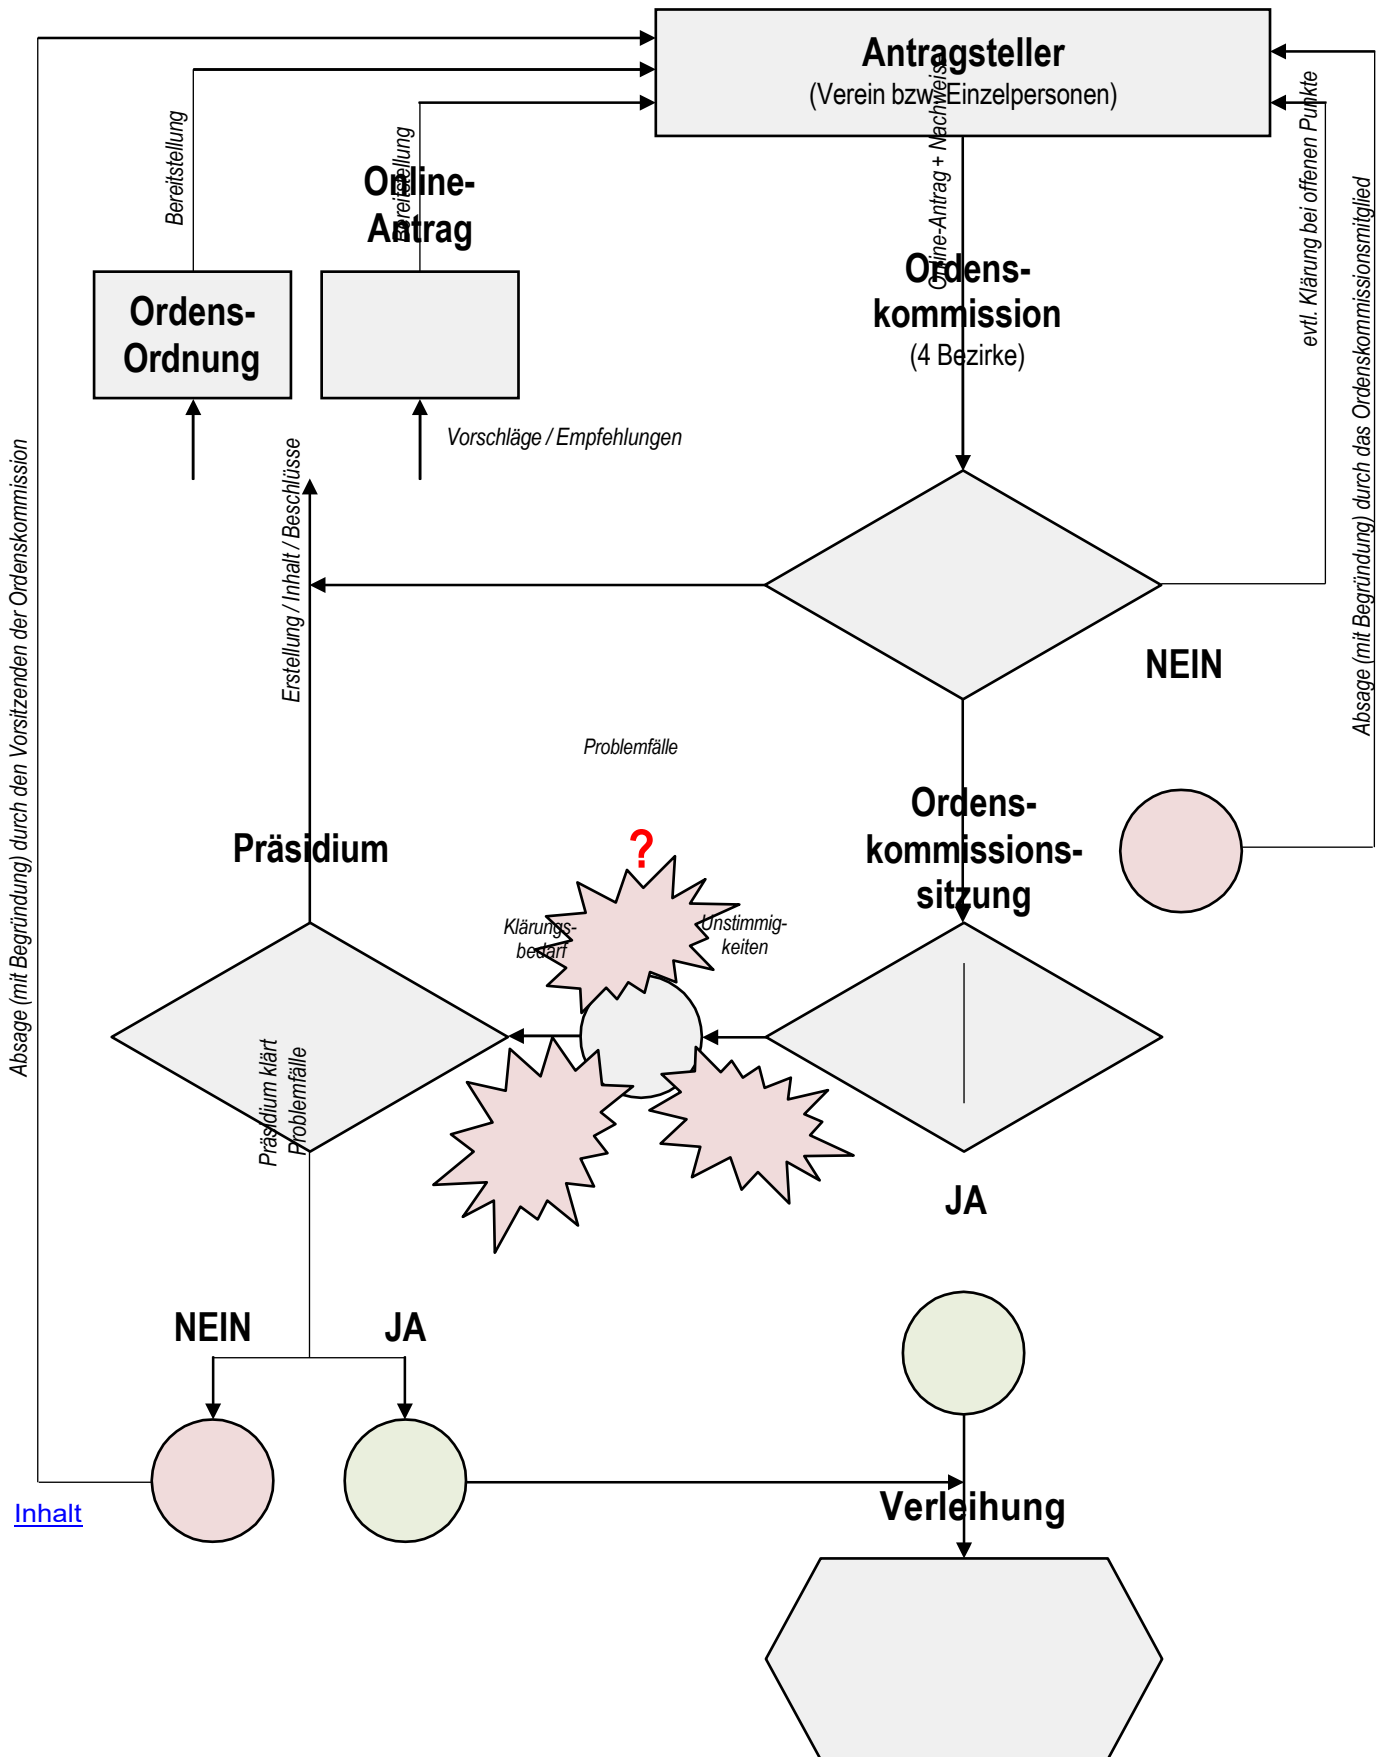 Antragsteller
(Verein bzw. Einzelpersonen)
Bereitstellung
Bereitstellung
Online-
Antrag
Online-Antrag + Nachweise
evtl. Klärung bei offenen Punkte
Absage (mit Begründung) durch das Ordenskommissionsmitglied
Ordens-
kommission
(4 Bezirke)
Ordens-
Ordnung
Vorschläge / Empfehlungen
Erstellung / Inhalt / Beschlüsse
Absage (mit Begründung) durch den Vorsitzenden der Ordenskommission
NEIN
Problemfälle
Ordens-
kommissions-
sitzung
Präsidium
?
Klärungs-
bedarf
Unstimmig-
keiten
Präsidium klärt
Problemfälle
JA
NEIN
JA
Verleihung
Inhalt